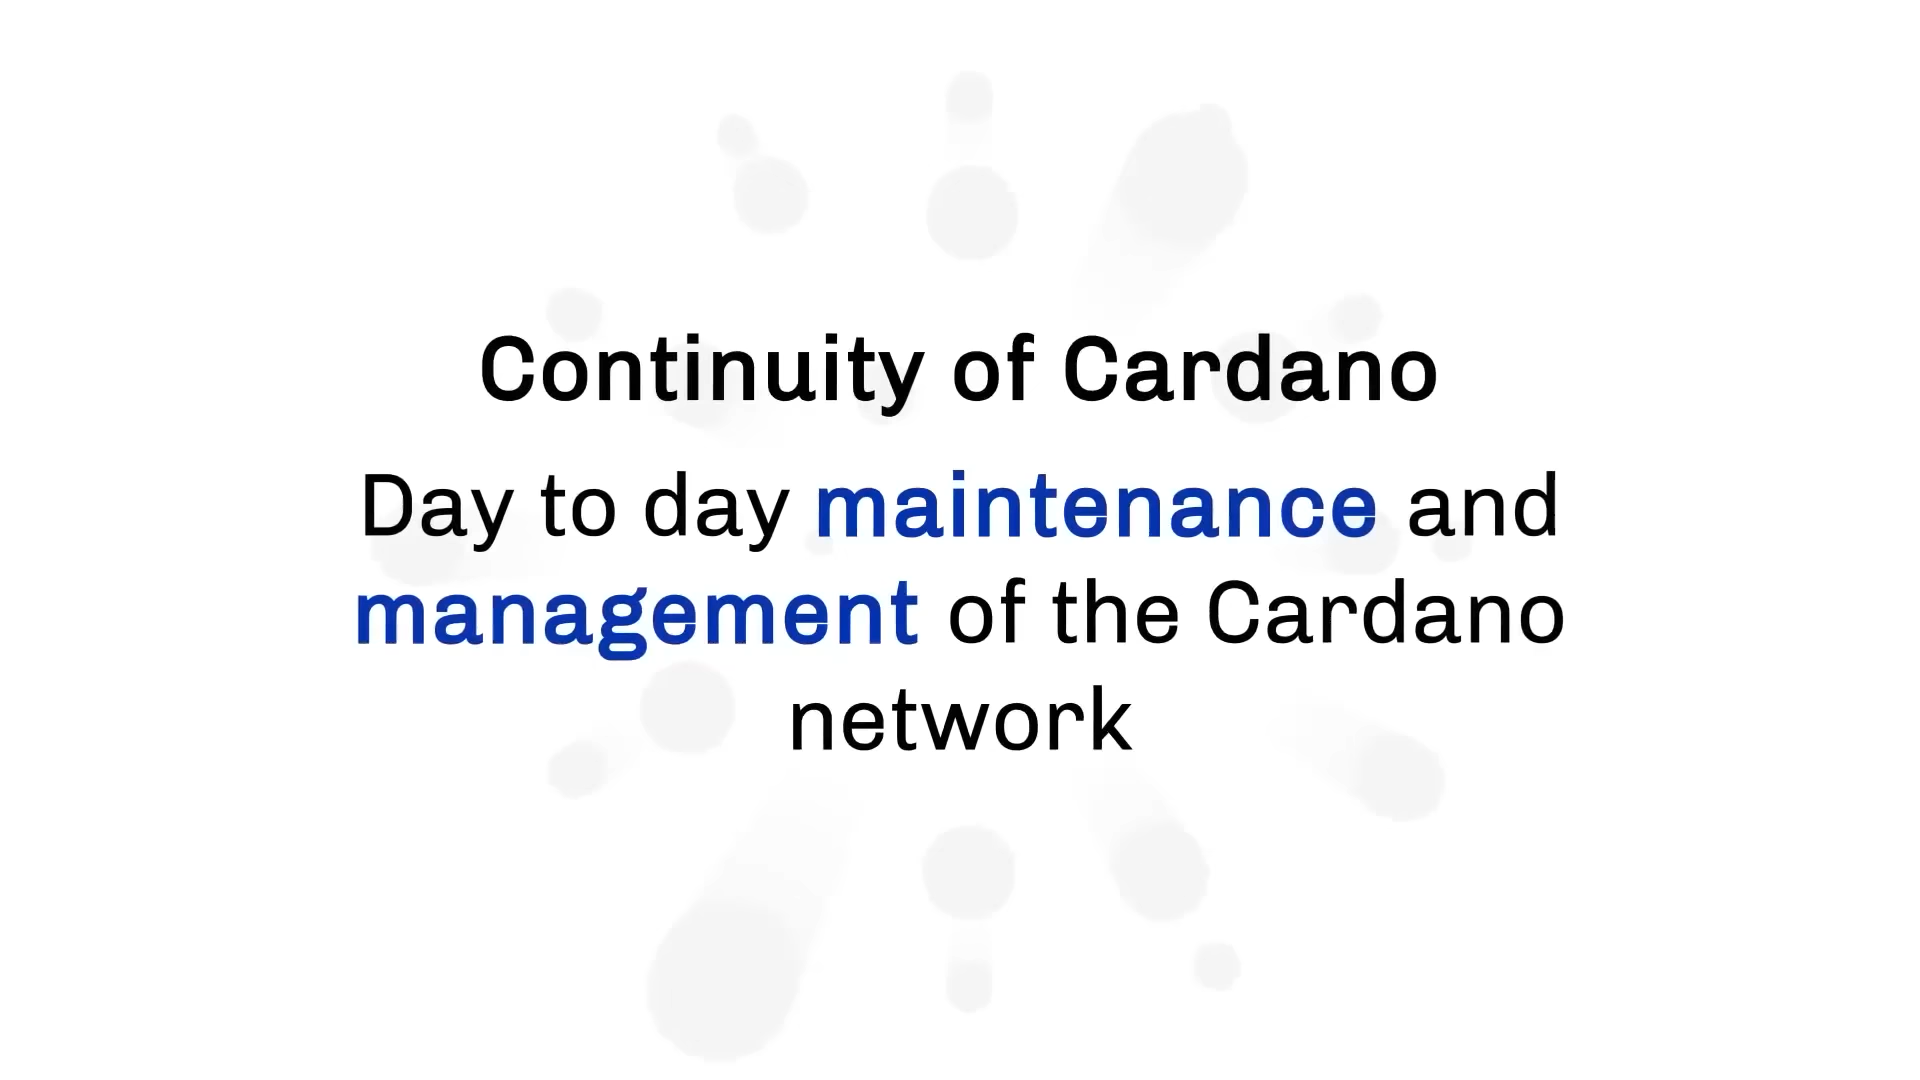 Continuity of Cardano
Day to day maintenance and
management of the Cardano
network